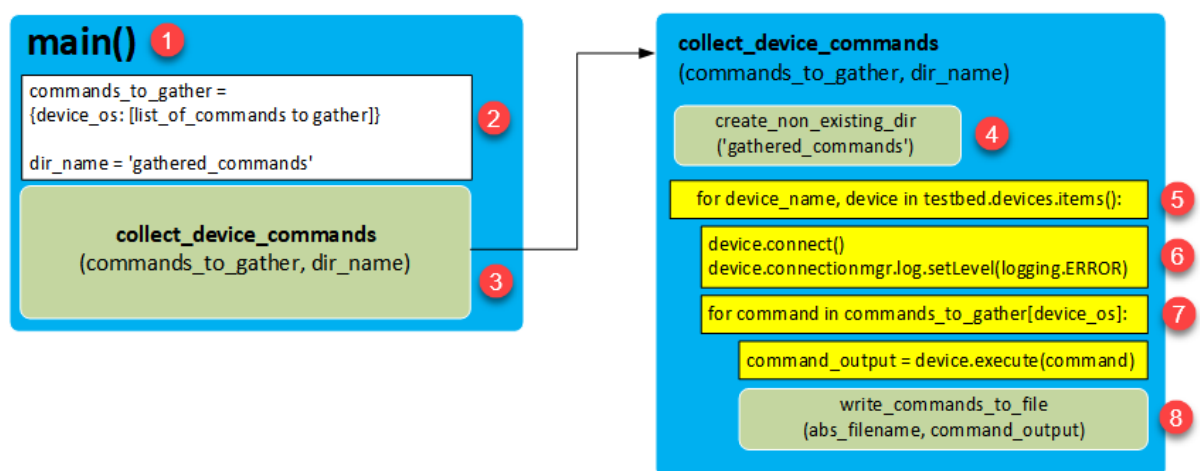 main() 1
commands_to_gather =
{device_os: [list_of_commands to gather]}
dir_name = 'gathered_commands'
2
collect_device_commands
(commands_to_gather, dir_name)
3
collect_device_commands
(commands_to_gather, dir_name)
create_non_existing_dir
('gathered_commands')
4
for device_name, device in testbed.devices.items():
5
device.connect()
device.connectionmgr.log.setLevel(logging.ERROR)
6
for command in commands_to_gather[device_os]:
7
command_output = device.execute(command)
write_commands_to_file
(abs_filename, command_output)
8